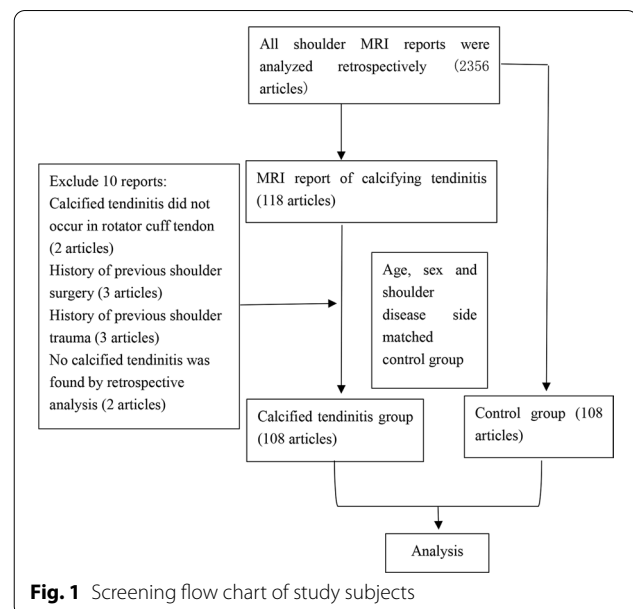 All shoulder MRI reports were
analyzed retrospectively (2356
articles)
MRI report of calcifying tendinitis
(118 articles)
Exclude 10 reports:
Calcified tendinitis did not
occur in rotator cuff tendon
(2 articles)
History of previous shoulder
surgery (3 articles)
History of previous shoulder
trauma (3 articles)
No calcified tendinitis was
found by retrospective
analysis (2 articles)
Age, sex and
shoulder
disease side
matched
control group
Calcified tendinitis group
(108 articles)
Control group (108
articles)
Analysis
Fig. 1 Screening flow chart of study subjects